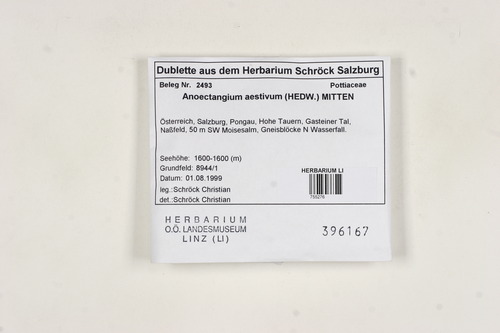 Dublette aus dem Herbarium Schröck Salzburg
Beleg Nr. 2493 Pottiaceae
Anoectangium aestivum (HEDW.) MITTEN
Österreich, Salzburg, Pongau, Hohe Tauern, Gasteiner Tal,
Naßfeld, 50 m SW Moisesalm, Gneisblöcke N Wasserfall.
Seehöhe: 1600-1600 (m)
Grundfeld: 8944/1
Datum: 01.08.1999
leg.:Schröck Christian
det.:Schröck Christian
HERBARIUM LI
HERBARIUM
O.Ö. LANDESMUSEUM
LINZ (LI)
396167